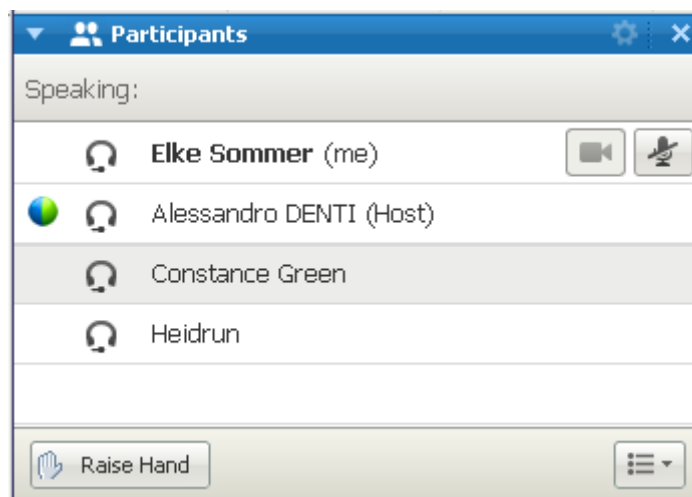 Participants
Speaking:
Elke Sommer (me)
Alessandro DENTI (Host)
Constance Green
Heidrun
Raise Hand